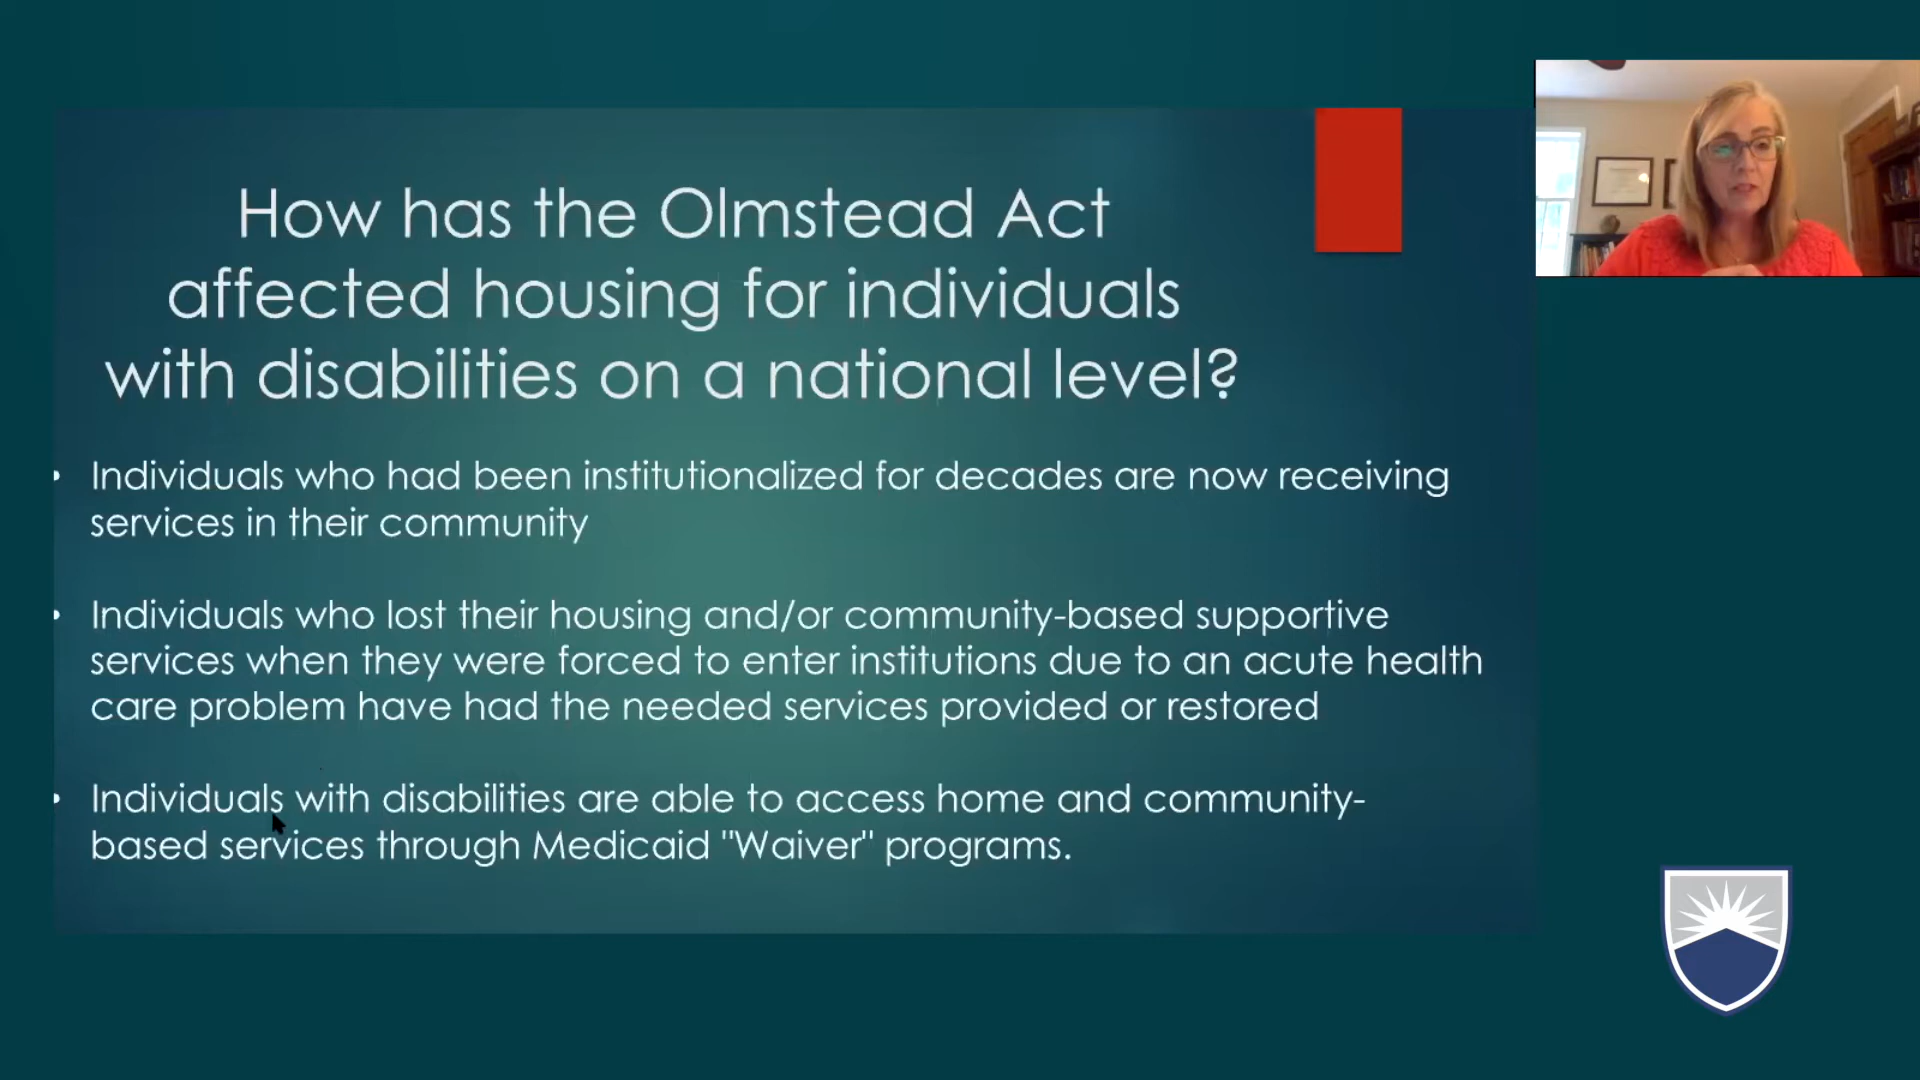 How has the Olmstead Act
affected housing for individuals
with disabilities on a national level?
• Individuals who had been institutionalized for decades are now receiving
services in their community
• Individuals who lost their housing and/or community-based supportive
services when they were forced to enter institutions due to an acute health
care problem have had the needed services provided or restored
• Individuals with disabilities are able to access home and community-
based services through Medicaid "Waiver" programs.